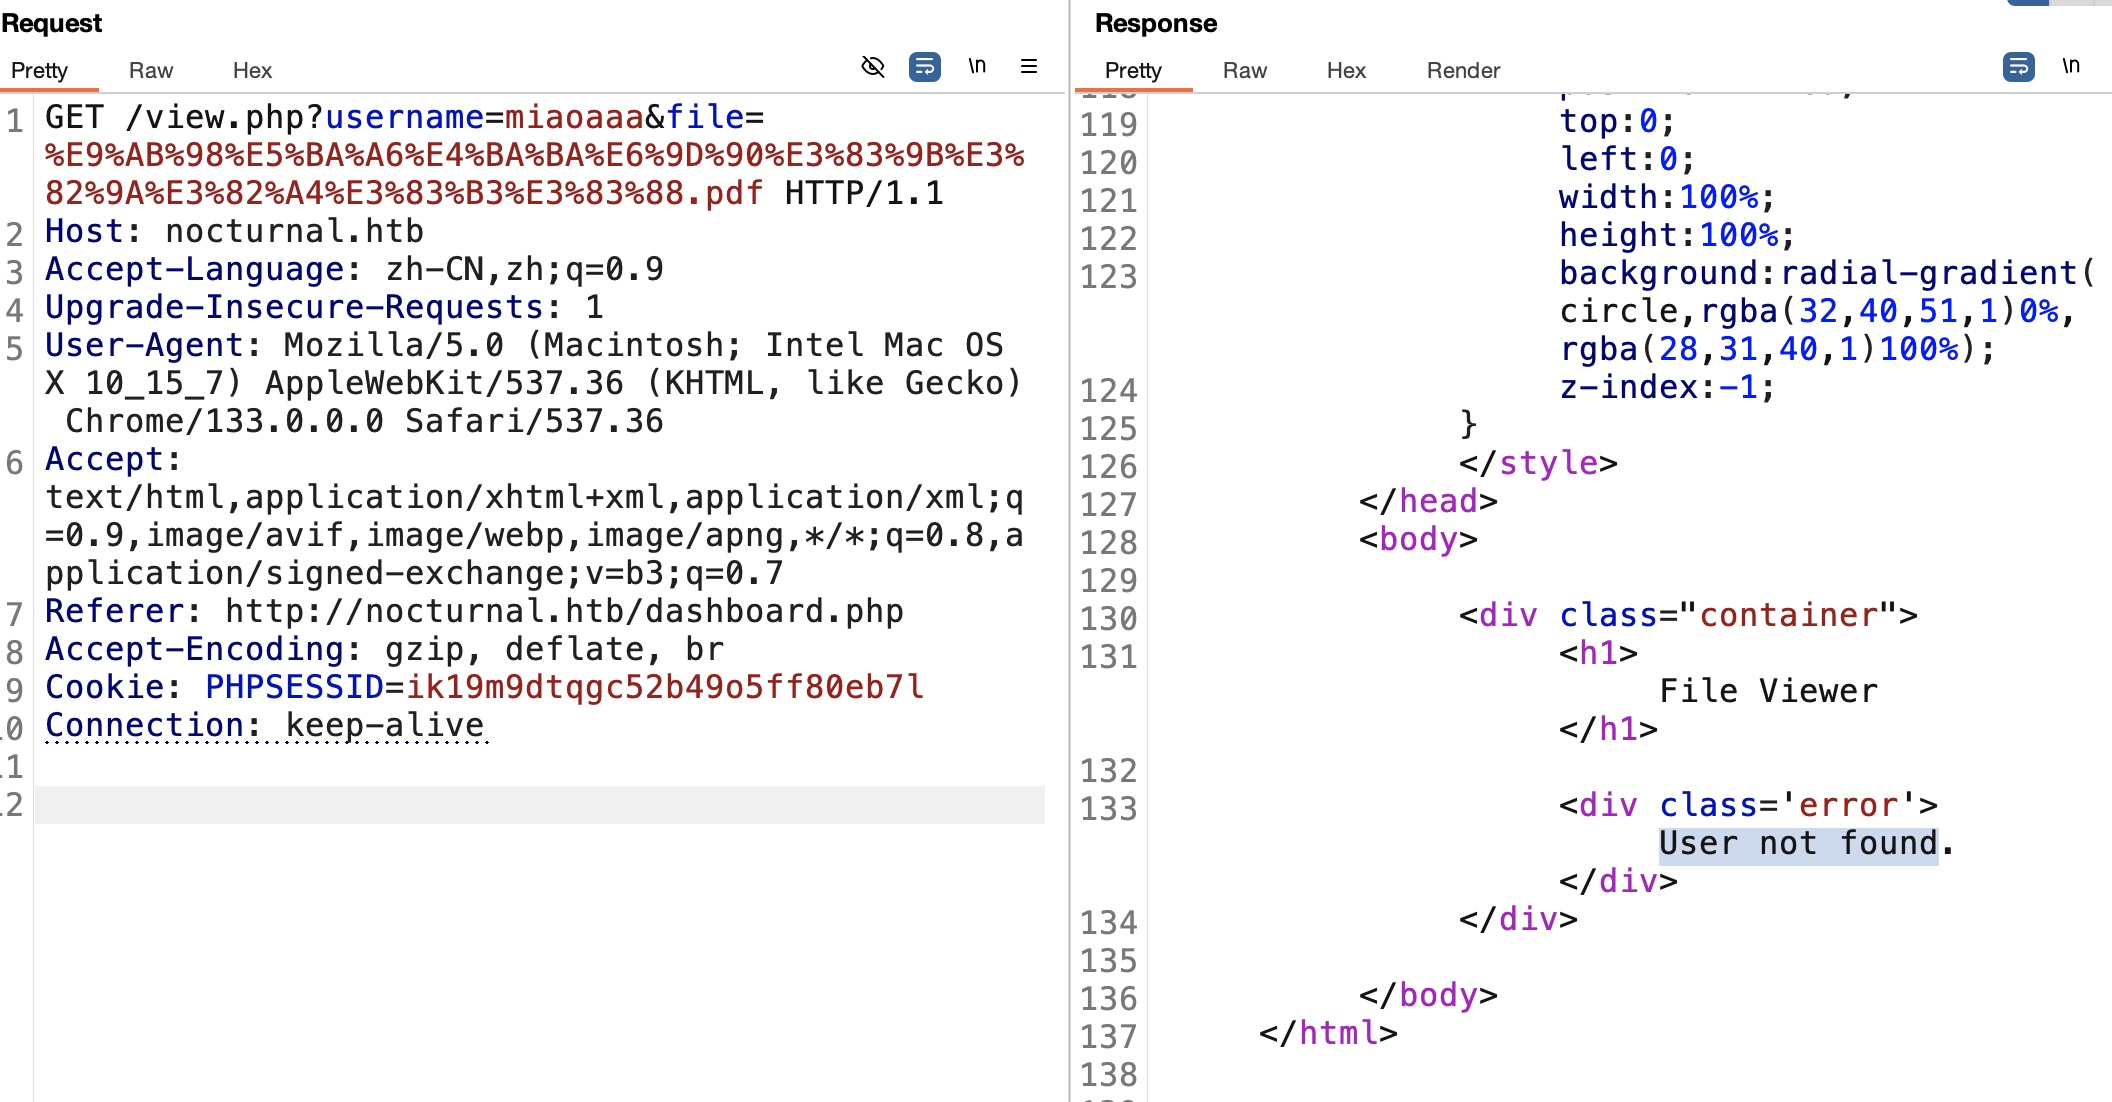 Request
Pretty Raw Hex \n
1 GET /view.php?username=miaoaaa&file=
%E9%AB%98%E5%BA%A6%E4%BA%BA%E6%9D%90%E3%83%9B%E3%
82%9A%E3%82%A4%E3%83%B3%E3%83%88.pdf HTTP/1.1
2 Host: nocturnal.htb
3 Accept-Language: zh-CN,zh;q=0.9
4 Upgrade-Insecure-Requests: 1
5 User-Agent: Mozilla/5.0 (Macintosh; Intel Mac OS
X 10_15_7) AppleWebKit/537.36 (KHTML, like Gecko)
Chrome/133.0.0.0 Safari/537.36
6 Accept:
text/html,application/xhtml+xml,application/xml;q
=0.9,image/avif,image/webp,image/apng,*/*;q=0.8,a
pplication/signed-exchange;v=b3;q=0.7
7 Referer: http://nocturnal.htb/dashboard.php
8 Accept-Encoding: gzip, deflate, br
9 Cookie: PHPSESSID=ik19m9dtqgc52b49o5ff80eb7l
0 Connection: keep-alive
1
2
Response
Pretty Raw Hex Render \n
119 top:0;
120 left:0;
121 width:100%;
122 height:100%;
123 background:radial-gradient(
circle,rgba(32,40,51,1)0%,
rgba(28,31,40,1)100%);
124 z-index:-1;
125 }
126 </style>
127 </head>
128 <body>
129
130 <div class="container">
131 <h1>
File Viewer
</h1>
132
133 <div class='error'>
User not found.
</div>
134 </div>
135
136 </body>
137 </html>
138